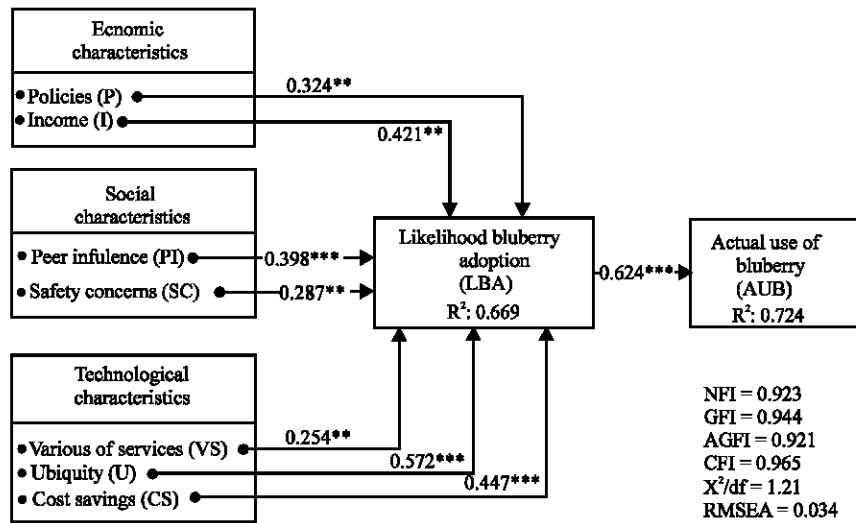 Ecnomic
characteristics
• Policies (P)
• Income (I)
0.324**
0.421**
Social
characteristics
• Peer infulence (PI)
• Safety concerns (SC)
0.398***
0.287**
Technological
characteristics
• Various of services (VS)
• Ubiquity (U)
• Cost savings (CS)
0.254**
0.572***
0.447***
Likelihood bluberry
adoption
(LBA)
R²: 0.669
0.624***
Actual use of
bluberry
(AUB)
R²: 0.724
NFI = 0.923
GFI = 0.944
AGFI = 0.921
CFI = 0.965
X²/df = 1.21
RMSEA = 0.034